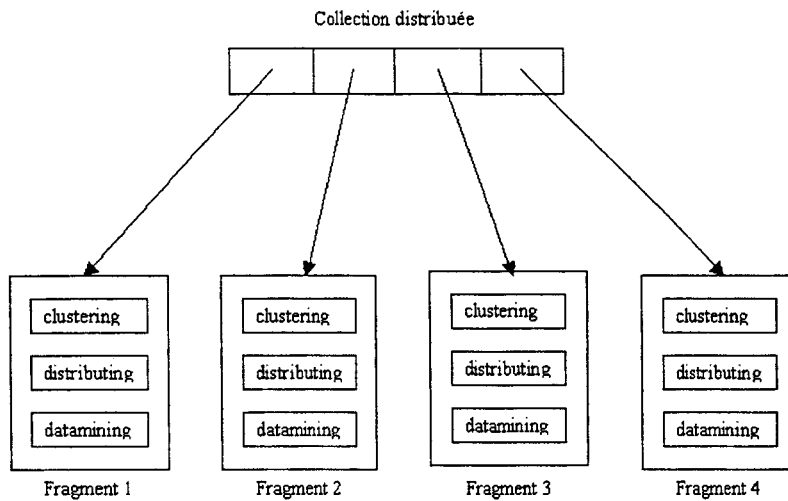 Collection distribuée
clustering
distributing
datamining
Fragment 1
clustering
distributing
datamining
Fragment 2
clustering
distributing
datamining
Fragment 3
clustering
distributing
datamining
Fragment 4